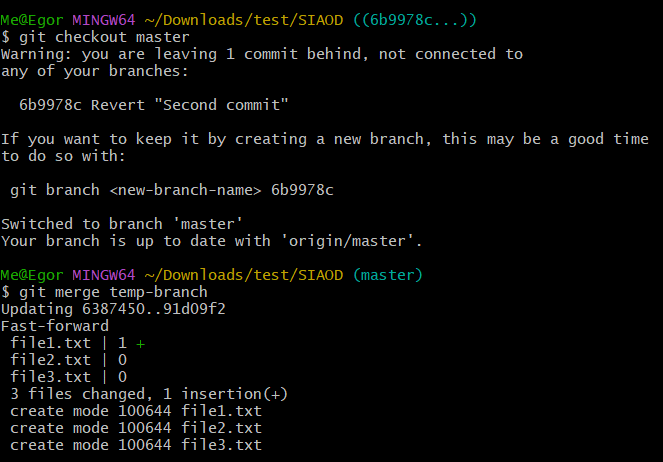 Me@Egor MINGW64 ~/Downloads/test/SIAOD ((6b9978c...))
$ git checkout master
Warning: you are leaving 1 commit behind, not connected to
any of your branches:
6b9978c Revert "Second commit"
If you want to keep it by creating a new branch, this may be a good time
to do so with:
git branch <new-branch-name> 6b9978c
Switched to branch 'master'
Your branch is up to date with 'origin/master'.
Me@Egor MINGW64 ~/Downloads/test/SIAOD (master)
$ git merge temp-branch
Updating 6387450..91d09f2
Fast-forward
file1.txt | 1 +
file2.txt | 0
file3.txt | 0
3 files changed, 1 insertion(+)
create mode 100644 file1.txt
create mode 100644 file2.txt
create mode 100644 file3.txt